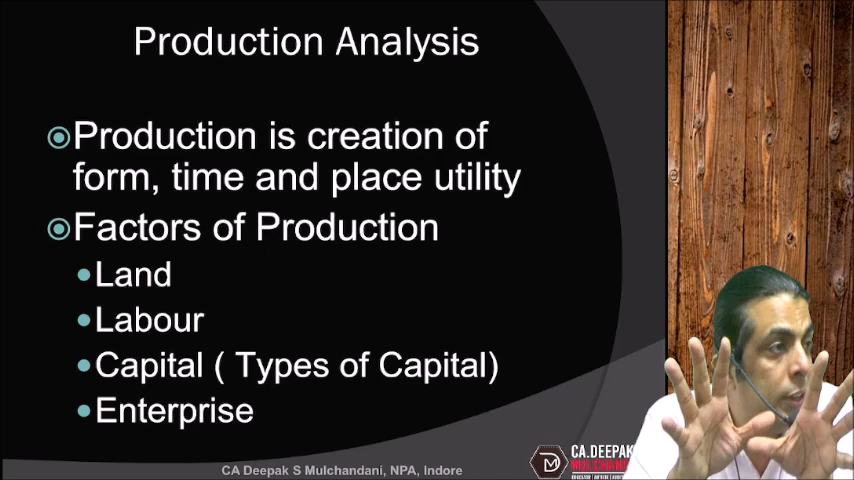 Production Analysis
Production is creation of
form, time and place utility
Factors of Production
Land
Labour
Capital ( Types of Capital)
Enterprise
CA Deepak S Mulchandani, NPA, Indore
CA.DEEPAK
DM